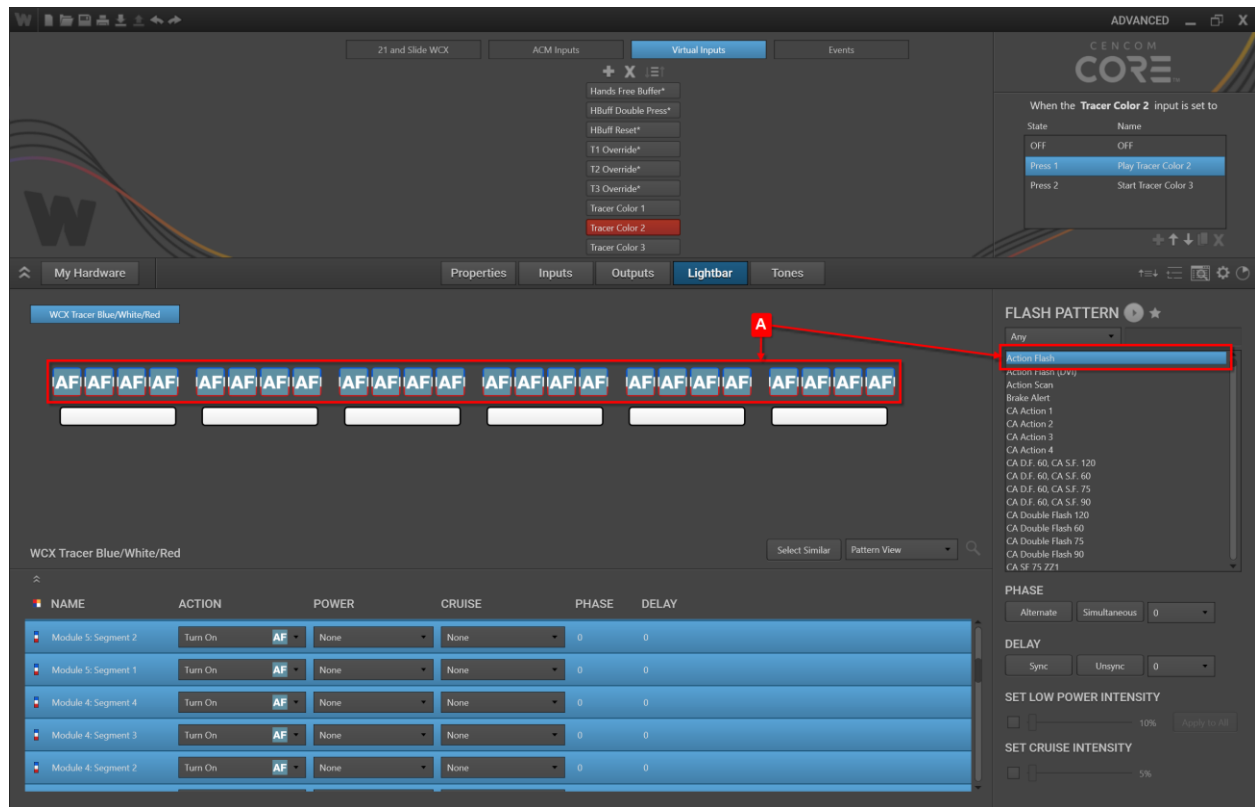 W
ADVANCED
21 and Slide WCX ACM Inputs Virtual Inputs Events
Hands Free Buffer*
HBuff Double Press*
HBuff Reset*
T1 Override*
T2 Override*
T3 Override*
Tracer Color 1
Tracer Color 2
Tracer Color 3
CENCOM
CORE
When the Tracer Color 2 input is set to
State Name
OFF OFF
Press 1 Play Tracer Color 2
Press 2 Start Tracer Color 3
W
My Hardware Properties Inputs Outputs Lightbar Tones
WCX Tracer Blue/White/Red
A
AF AF AF AF AF AF AF AF AF AF AF AF AF AF AF AF AF AF AF AF AF AF AF AF
WCX Tracer Blue/White/Red
Select Similar Pattern View
NAME ACTION POWER CRUISE PHASE DELAY
Module 5: Segment 2 Turn On AF None None 0 0
Module 5: Segment 1 Turn On AF None None 0 0
Module 4: Segment 4 Turn On AF None None 0 0
Module 4: Segment 3 Turn On AF None None 0 0
Module 4: Segment 2 Turn On AF None None 0 0
FLASH PATTERN
Any
Action Flash
Action Flash (DVI)
Action Scan
Brake Alert
CA Action 1
CA Action 2
CA Action 3
CA Action 4
CA D.F. 60, CA S.F. 120
CA D.F. 60, CA S.F. 60
CA D.F. 60, CA S.F. 75
CA D.F. 60, CA S.F. 90
CA Double Flash 120
CA Double Flash 60
CA Double Flash 75
CA Double Flash 90
CA SF 75 ZZ1
PHASE
Alternate Simultaneous 0
DELAY
Sync Unsync 0
SET LOW POWER INTENSITY
10% Apply to All
SET CRUISE INTENSITY
5%